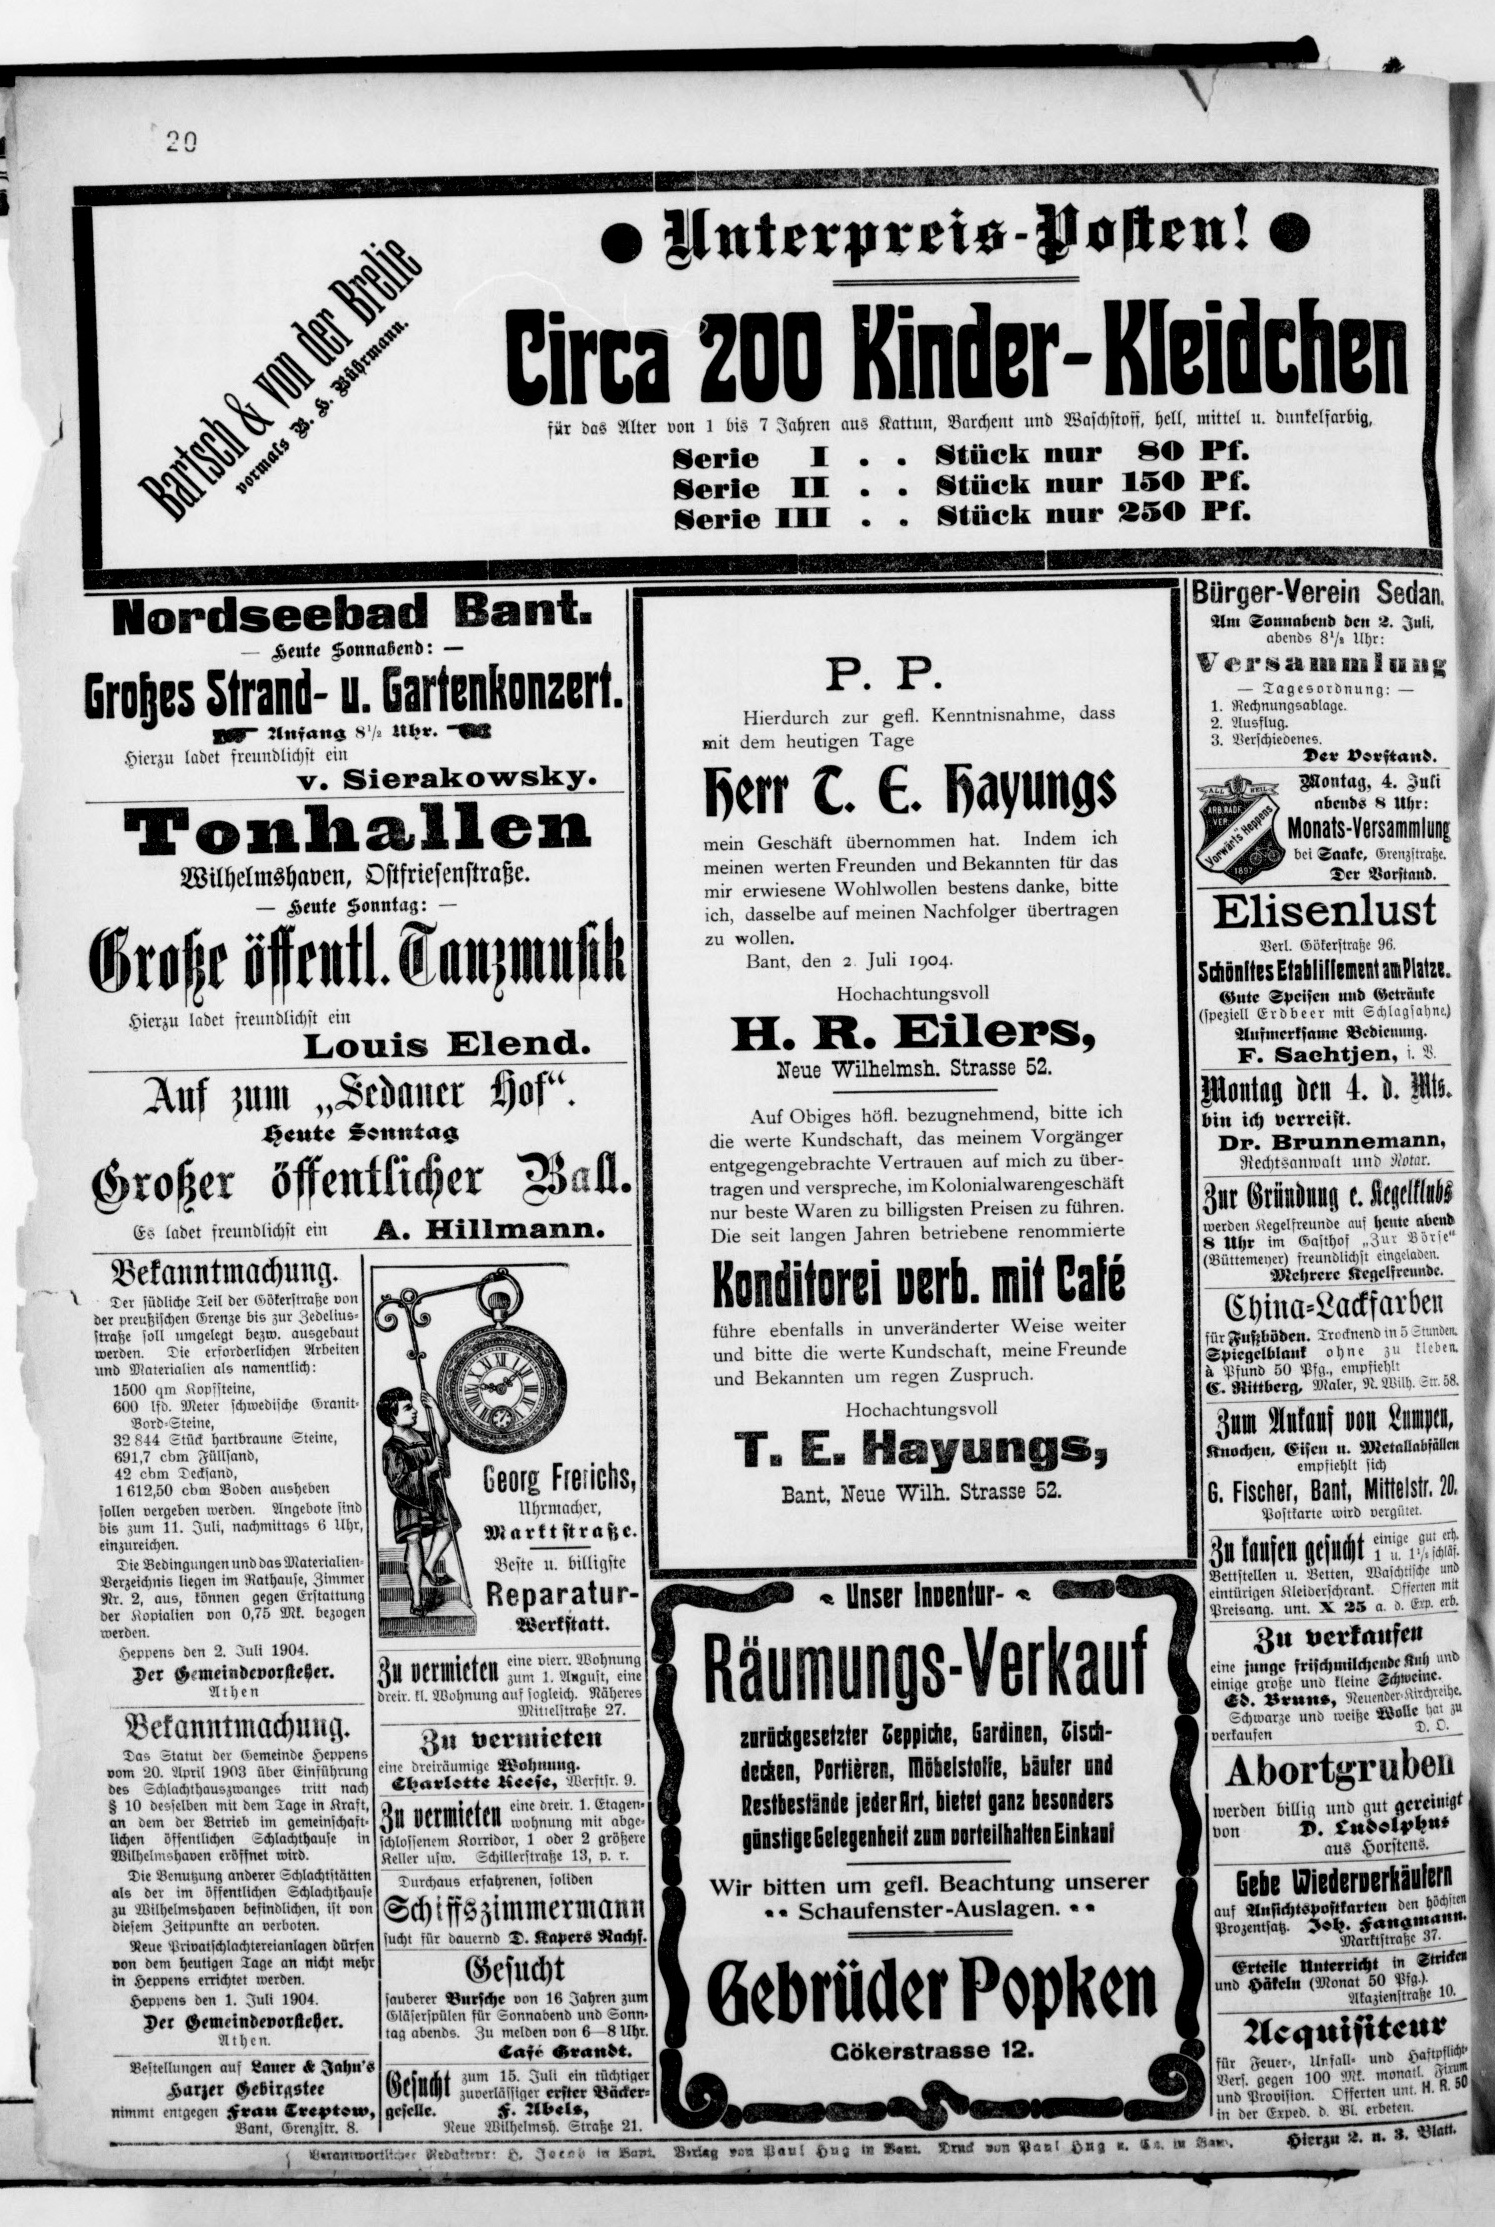 20
Bartsch & von der Brelie
vormals B. H. Bührmann.
Unterpreis-Posten!
Circa 200 Kinder-Kleidchen
für das Alter von 1 bis 7 Jahren aus Kattun, Barchent und Waschstoff, hell, mittel u. dunkelfarbig,
Serie I . . Stück nur 80 Pf.
Serie II . . Stück nur 150 Pf.
Serie III . . Stück nur 250 Pf.
Nordseebad Bant.
— Heute Sonnabend: —
Großes Strand- u. Gartenkonzert.
Anfang 8½ Uhr.
Hierzu ladet freundlichst ein
v. Sierakowsky.
Tonhallen
Wilhelmshaven, Ostfriesenstraße.
— Heute Sonntag: —
Große öffentl. Tanzmusik
Hierzu ladet freundlichst ein
Louis Elend.
Auf zum „Sedaner Hof“.
Heute Sonntag
Großer öffentlicher Ball.
Es ladet freundlichst ein A. Hillmann.
Bekanntmachung.
Der südliche Teil der Gökerstraße von
der preußischen Grenze bis zur Zedelius-
straße soll umgelegt bezw. ausgebaut
werden. Die erforderlichen Arbeiten
und Materialien als namentlich:
1500 qm Kopfsteine,
600 lfd. Meter schwedische Granit-
Bord-Steine,
32 844 Stück hartbraune Steine,
691,7 cbm Füllsand,
42 cbm Decksand,
1612,50 cbm Boden ausheben
sollen vergeben werden. Angebote sind
bis zum 11. Juli, nachmittags 6 Uhr,
einzureichen.
Die Bedingungen und das Materialien-
Verzeichnis liegen im Rathause, Zimmer
Nr. 2, aus, können gegen Erstattung
der Kopialien von 0,75 Mk. bezogen
werden.
Heppens den 2. Juli 1904.
Der Gemeindevorsteher.
Athen
Bekanntmachung.
Das Statut der Gemeinde Heppens
vom 20. April 1903 über Einführung
des Schlachthauszwanges tritt nach
§ 10 desselben mit dem Tage in Kraft,
an dem der Betrieb im gemeinschaft-
lichen öffentlichen Schlachthause in
Wilhelmshaven eröffnet wird.
Die Benutzung anderer Schlachtstätten
als der im öffentlichen Schlachthause
zu Wilhelmshaven befindlichen, ist von
diesem Zeitpunkte an verboten.
Neue Privatschlachtereianlagen dürfen
von dem heutigen Tage an nicht mehr
in Heppens errichtet werden.
Heppens den 1. Juli 1904.
Der Gemeindevorsteher.
Athen.
Bestellungen auf Lauer & Jahn's
Harzer Gebirgstee
nimmt entgegen Frau Treptow,
Bant, Grenzstr. 8.
Georg Frerichs,
Uhrmacher,
Marktstraße.
Beste u. billigste
Reparatur-
Werkstatt.
Zu vermieten eine vierr. Wohnung
zum 1. August, eine
dreir. kl. Wohnung auf sogleich. Näheres
Mittelstraße 27.
Zu vermieten
eine dreiräumige Wohnung.
Charlotte Reese, Werftstr. 9.
Zu vermieten eine dreir. 1. Etagen-
wohnung mit abge-
schlossenem Korridor, 1 oder 2 größere
Keller usw. Schillerstraße 13, p. r.
Durchaus erfahrenen, soliden
Schiffszimmermann
sucht für dauernd D. Kapers Nachf.
Gesucht
sauberer Bursche von 16 Jahren zum
Gläserspülen für Sonnabend und Sonn-
tag abends. Zu melden von 6—8 Uhr.
Café Grandt.
Gesucht zum 15. Juli ein tüchtiger
zuverlässiger erster Bäcker-
geselle. F. Abels,
Neue Wilhelmsh. Straße 21.
P. P.
Hierdurch zur gefl. Kenntnisnahme, dass
mit dem heutigen Tage
Herr T. E. Hayungs
mein Geschäft übernommen hat. Indem ich
meinen werten Freunden und Bekannten für das
mir erwiesene Wohlwollen bestens danke, bitte
ich, dasselbe auf meinen Nachfolger übertragen
zu wollen.
Bant, den 2. Juli 1904.
Hochachtungsvoll
H. R. Eilers,
Neue Wilhelmsh. Strasse 52.
Auf Obiges höfl. bezugnehmend, bitte ich
die werte Kundschaft, das meinem Vorgänger
entgegengebrachte Vertrauen auf mich zu über-
tragen und verspreche, im Kolonialwarengeschäft
nur beste Waren zu billigsten Preisen zu führen.
Die seit langen Jahren betriebene renommierte
Konditorei verb. mit Café
führe ebenfalls in unveränderter Weise weiter
und bitte die werte Kundschaft, meine Freunde
und Bekannten um regen Zuspruch.
Hochachtungsvoll
T. E. Hayungs,
Bant, Neue Wilh. Strasse 52.
Unser Inventur-
Räumungs-Verkauf
zurückgesetzter Teppiche, Gardinen, Tisch-
decken, Portièren, Möbelstoffe, Läufer und
Restbestände jeder Art, bietet ganz besonders
günstige Gelegenheit zum vorteilhaften Einkauf
Wir bitten um gefl. Beachtung unserer
Schaufenster-Auslagen.
Gebrüder Popken
Gökerstrasse 12.
Bürger-Verein Sedan.
Am Sonnabend den 2. Juli,
abends 8½ Uhr:
Versammlung
— Tagesordnung: —
1. Rechnungsablage.
2. Ausflug.
3. Verschiedenes.
Der Vorstand.
ALL HEIL
ARB. RADF.
VER.
Vorwärts Heppens
1897
Montag, 4. Juli
abends 8 Uhr:
Monats-Versammlung
bei Saake, Grenzstraße.
Der Vorstand.
Elisenlust
Verl. Gökerstraße 96.
Schönstes Etablissement am Platze.
Gute Speisen und Getränke
(speziell Erdbeer mit Schlagsahne.)
Aufmerksame Bedienung.
F. Sachtjen, i. V.
Montag den 4. d. Mts.
bin ich verreist.
Dr. Brunnemann,
Rechtsanwalt und Notar.
Zur Gründung e. Kegelklubs
werden Kegelfreunde auf heute abend
8 Uhr im Gasthof „Zur Börse“
(Büttemeyer) freundlichst eingeladen.
Mehrere Kegelfreunde.
China-Lackfarben
für Fußböden. Trocknend in 5 Stunden.
Spiegelblank ohne zu kleben.
à Pfund 50 Pfg., empfiehlt
C. Rittberg, Maler, N. Wilh. Str. 58.
Zum Ankauf von Lumpen,
Knochen, Eisen u. Metallabfällen
empfiehlt sich
G. Fischer, Bant, Mittelstr. 20.
Postkarte wird vergütet.
Zu kaufen gesucht einige gut erh.
1 u. 1½schläf.
Bettstellen u. Betten, Waschtische und
eintürigen Kleiderschrank. Offerten mit
Preisang. unt. X 25 a. d. Exp. erb.
Zu verkaufen
eine junge frischmilchende Kuh und
einige große und kleine Schweine.
Ed. Bruns, Neuender-Kirchreihe.
Schwarze und weiße Wolle hat zu
verkaufen D. O.
Abortgruben
werden billig und gut gereinigt
von D. Ludolphus
aus Horstens.
Gebe Wiederverkäufern
auf Ansichtspostkarten den höchsten
Prozentsatz. Joh. Fangmann.
Marktstraße 37.
Erteile Unterricht in Stricken
und Häkeln (Monat 50 Pfg.).
Akazienstraße 10.
Acquisiteur
für Feuer-, Unfall- und Haftpflicht-
Vers. gegen 100 Mk. monatl. Fixum
und Provision. Offerten unt. H. R. 50
in der Exped. d. Bl. erbeten.
Verantwortlicher Redakteur: H. Jacob in Bant. Verlag von Paul Hug in Bant. Druck von Paul Hug u. Co. in Bant.
Hierzu 2. u. 3. Blatt.